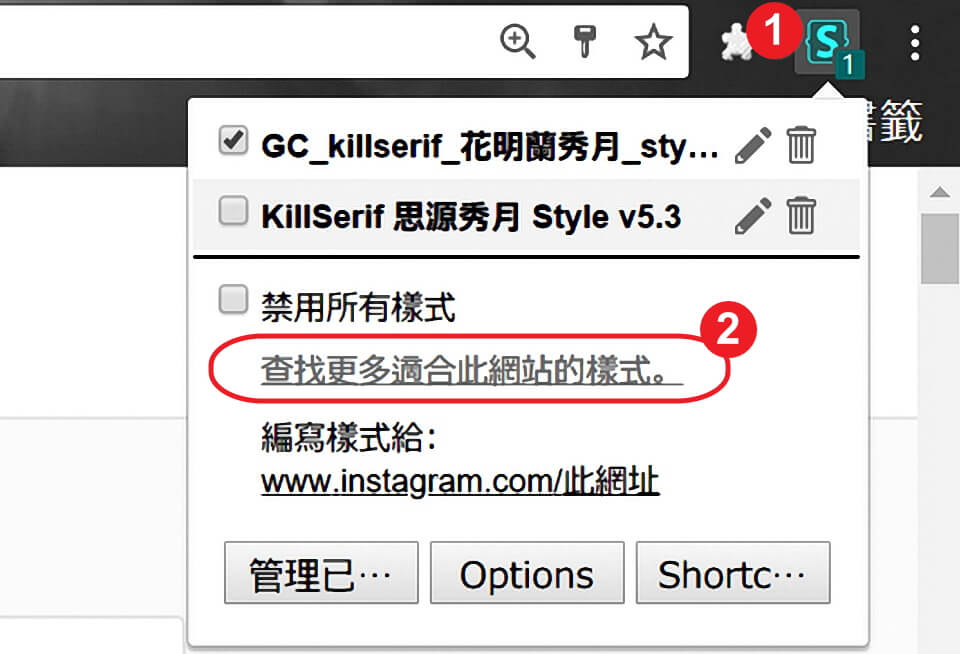 1
S
1
籤
GC_killserif_花明蘭秀月_sty...
KillSerif 思源秀月 Style v5.3
禁用所有樣式
2
查找更多適合此網站的樣式。
編寫樣式給：
www.instagram.com/此網址
管理已…
Options
Shortc…